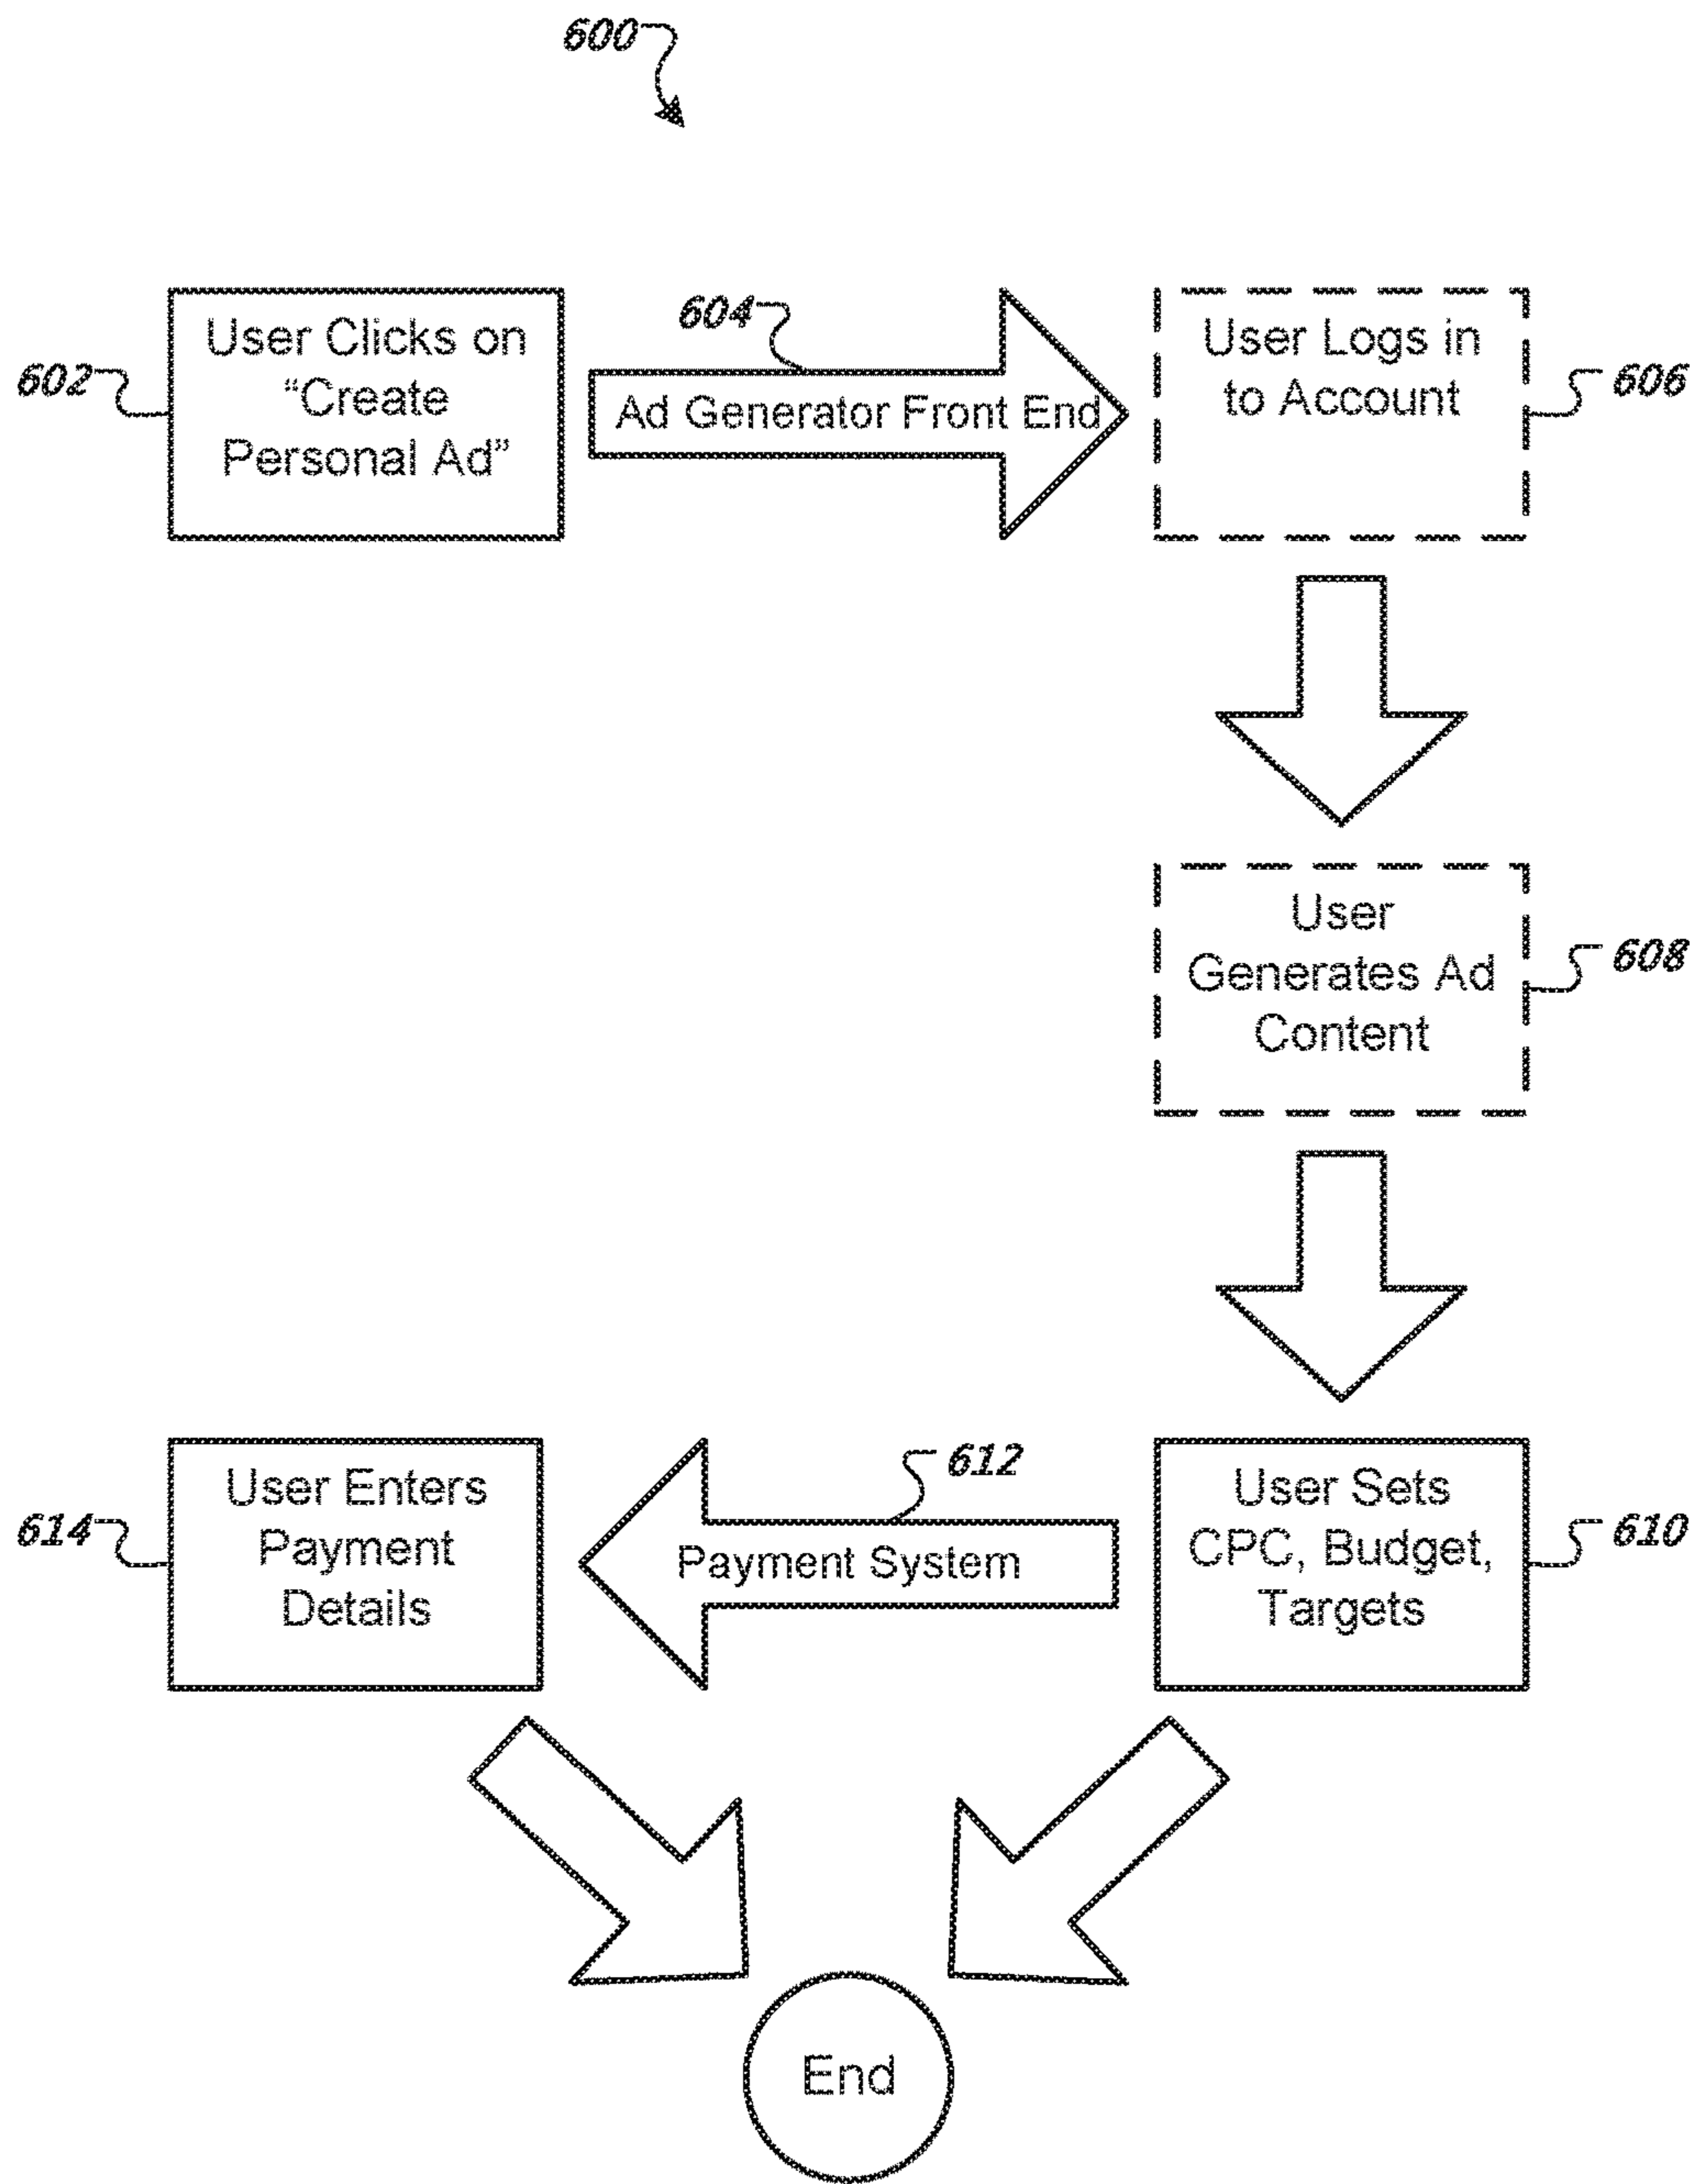 600
602
User Clicks on
“Create
Personal Ad”
604
Ad Generator Front End
User Logs in
to Account
606
User
Generates Ad
Content
608
User Sets
CPC, Budget,
Targets
610
612
Payment System
614
User Enters
Payment
Details
End